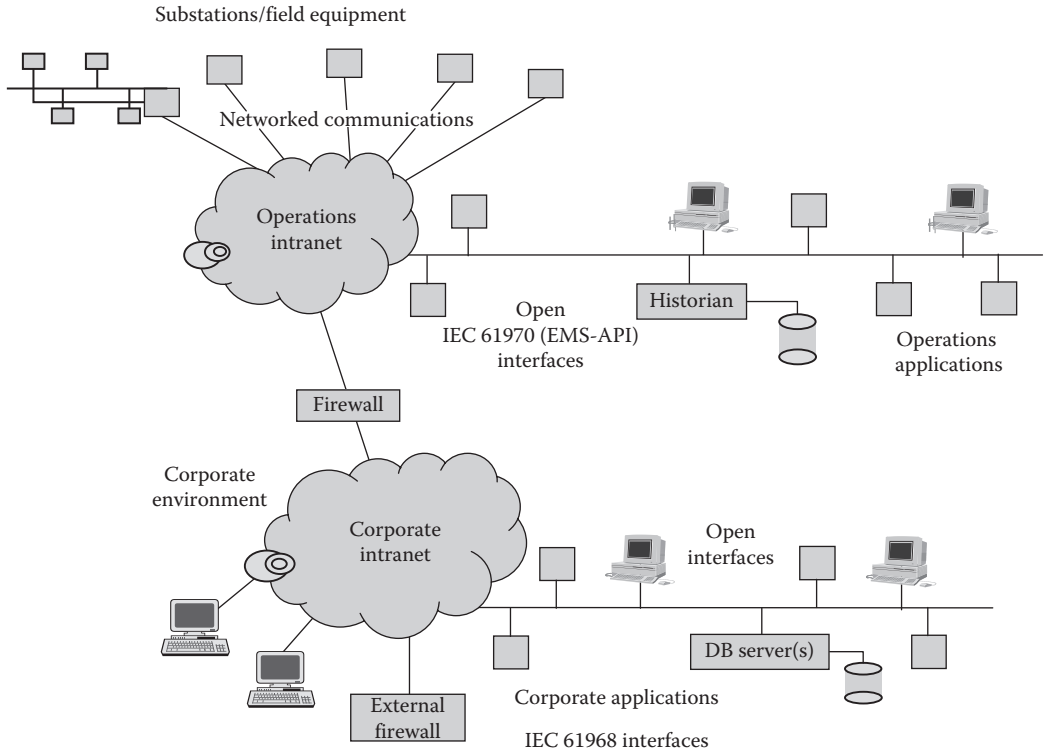 Substations/field equipment
Networked communications
Operations
intranet
Historian
Open
IEC 61970 (EMS-API)
interfaces
Operations
applications
Firewall
Corporate
environment
Corporate
intranet
Open
interfaces
DB server(s)
External
firewall
Corporate applications
IEC 61968 interfaces